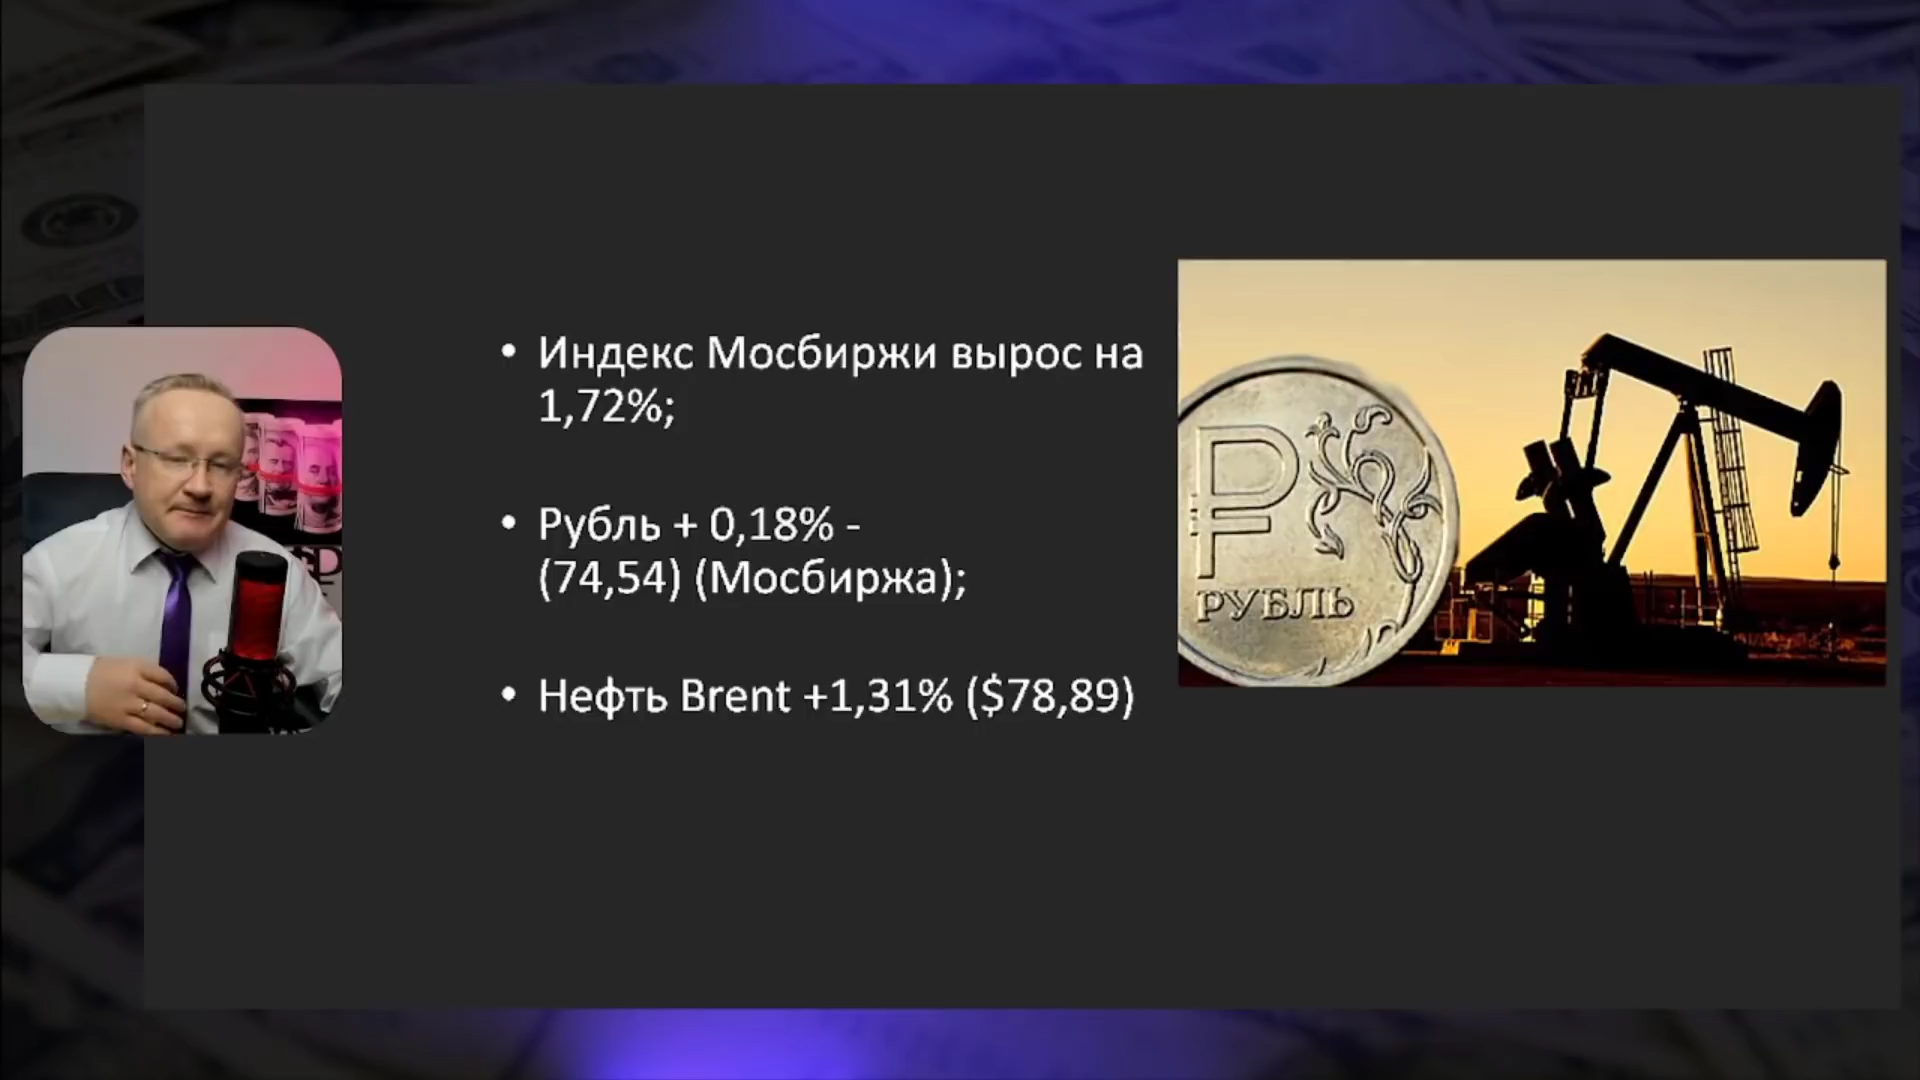 • Индекс Мосбиржи вырос на
1,72%;
• Рубль + 0,18% -
(74,54) (Мосбиржа);
• Нефть Brent +1,31% ($78,89)
₽
РУБЛЬ